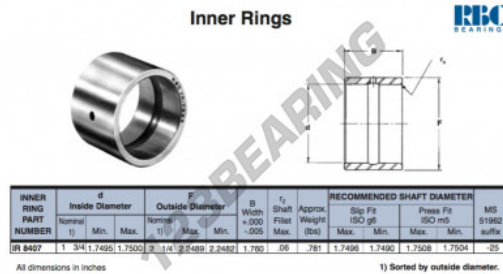 Inner Rings
RBC
BEARINGS
B
d
F
123BEARING
INNER RING PART NUMBER
d Inside Diameter
F Outside Diameter
B Width +.000 -.005
Shaft Fillet Max.
Approx. Weight (lbs)
RECOMMENDED SHAFT DIAMETER
Slip Fit ISO g6
Press Fit ISO m5
MS 51962 suffix
Nominal 1) Min. Max. Nominal 1) Min. Max. Max. Min. Max. Min.
IR 8407 1 3/4 1.7495 1.7500 2 1/4 2.2489 2.2482 1.760 .06 .781 1.7496 1.7490 1.7508 1.7504 -25
All dimensions in inches
1) Sorted by outside diameter.